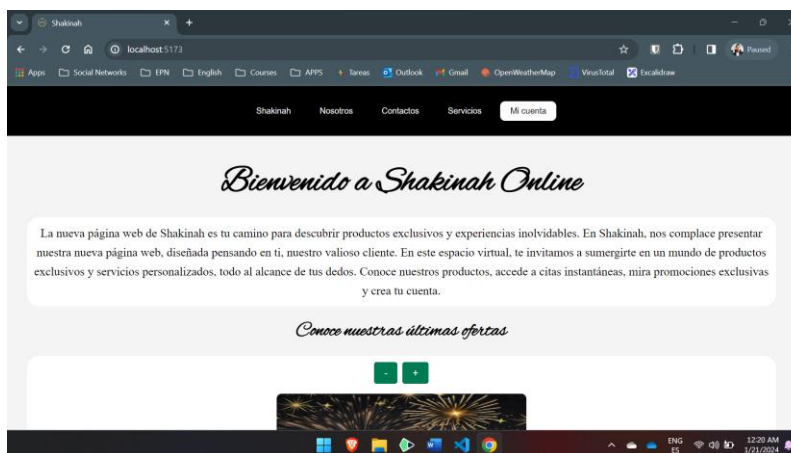 Shakinah
localhost:5173
Paused
Apps Social Networks EPN English Courses APPS Tareas Outlook Gmail OpenWeatherMap VirusTotal Excalidraw
Shakinah Nosotros Contactos Servicios Mi cuenta
Bienvenido a Shakinah Online
La nueva página web de Shakinah es tu camino para descubrir productos exclusivos y experiencias inolvidables. En Shakinah, nos complace presentar
nuestra nueva página web, diseñada pensando en ti, nuestro valioso cliente. En este espacio virtual, te invitamos a sumergirte en un mundo de productos
exclusivos y servicios personalizados, todo al alcance de tus dedos. Conoce nuestros productos, accede a citas instantáneas, mira promociones exclusivas
y crea tu cuenta.
Conoce nuestras últimas ofertas
- +
ENG 12:20 AM
ES 1/21/2024